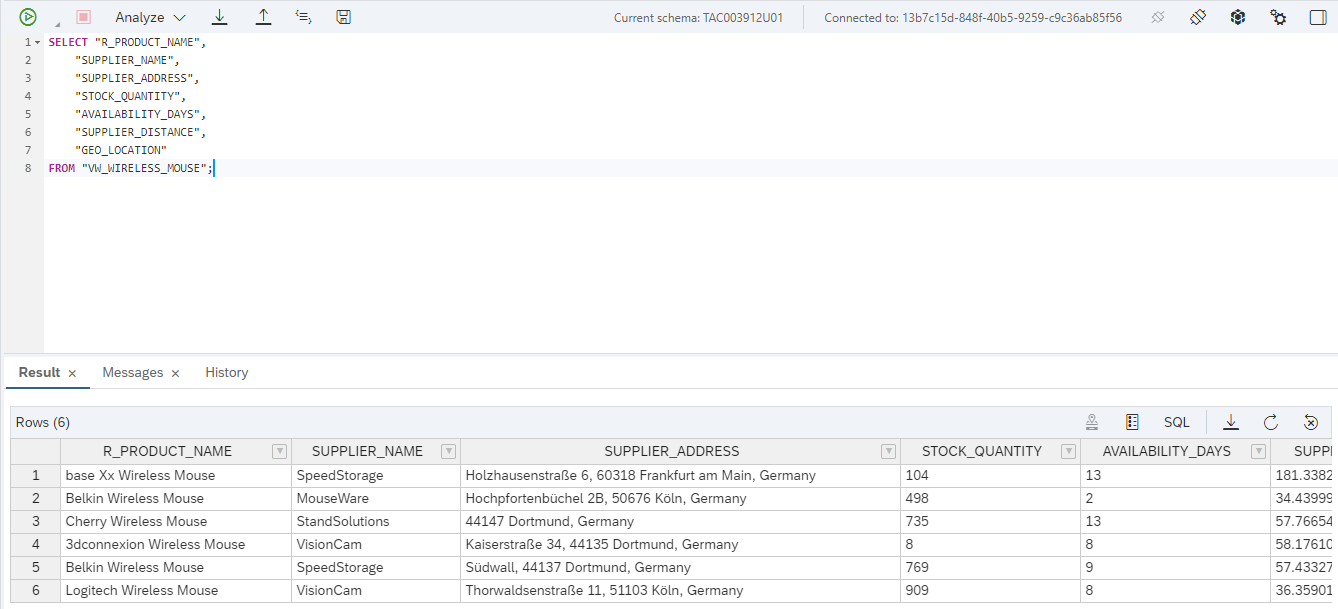 Analyze Current schema: TAC003912U01 Connected to: 13b7c15d-848f-40b5-9259-c9c36ab85f56
1 SELECT "R_PRODUCT_NAME",
2 "SUPPLIER_NAME",
3 "SUPPLIER_ADDRESS",
4 "STOCK_QUANTITY",
5 "AVAILABILITY_DAYS",
6 "SUPPLIER_DISTANCE",
7 "GEO_LOCATION"
8 FROM "VW_WIRELESS_MOUSE";
Result Messages History
Rows (6) SQL
R_PRODUCT_NAME SUPPLIER_NAME SUPPLIER_ADDRESS STOCK_QUANTITY AVAILABILITY_DAYS SUPPI
1 base Xx Wireless Mouse SpeedStorage Holzhausenstraße 6, 60318 Frankfurt am Main, Germany 104 13 181.3382
2 Belkin Wireless Mouse MouseWare Hochpfortenbüchel 2B, 50676 Köln, Germany 498 2 34.43999
3 Cherry Wireless Mouse StandSolutions 44147 Dortmund, Germany 735 13 57.76654
4 3dconnexion Wireless Mouse VisionCam Kaiserstraße 34, 44135 Dortmund, Germany 8 8 58.17610
5 Belkin Wireless Mouse SpeedStorage Südwall, 44137 Dortmund, Germany 769 9 57.43327
6 Logitech Wireless Mouse VisionCam Thorwaldsenstraße 11, 51103 Köln, Germany 909 8 36.35901